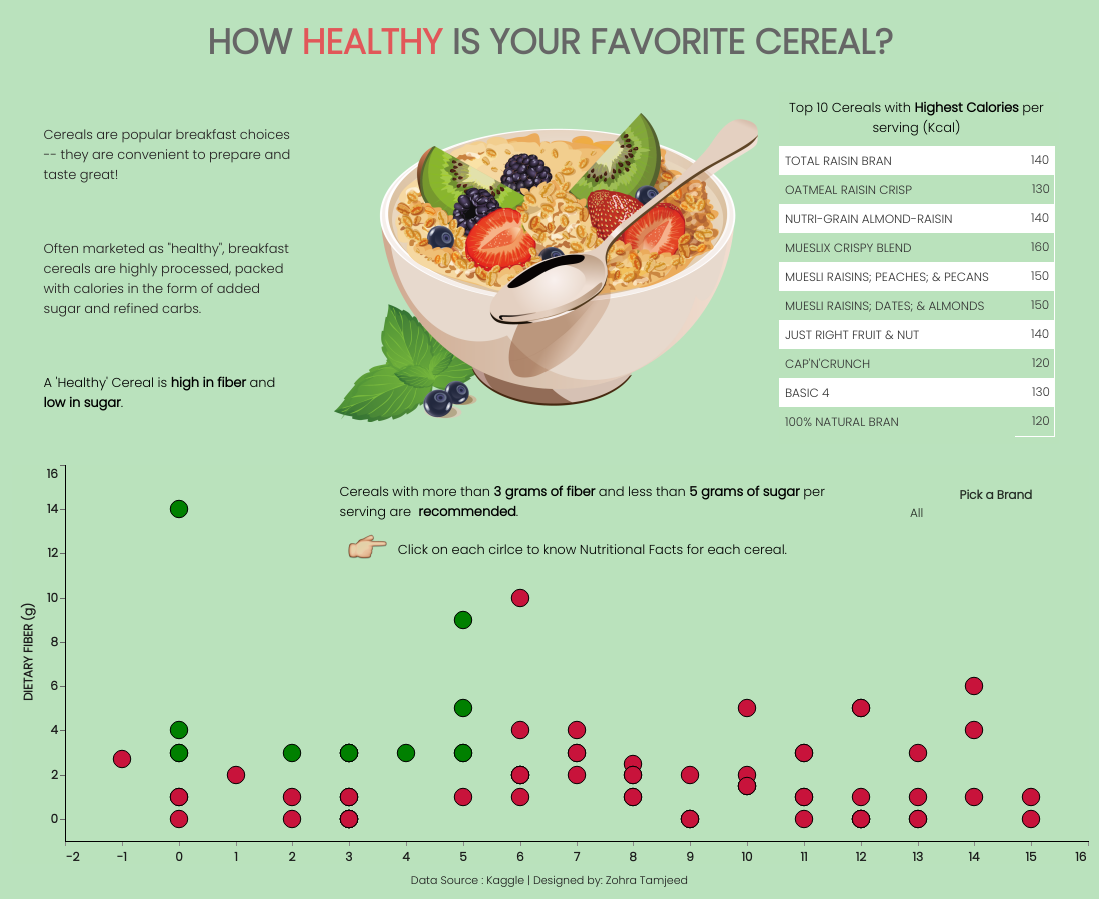 HOW HEALTHY IS YOUR FAVORITE CEREAL?
Cereals are popular breakfast choices
-- they are convenient to prepare and
taste great!
Often marketed as "healthy", breakfast
cereals are highly processed, packed
with calories in the form of added
sugar and refined carbs.
A 'Healthy' Cereal is high in fiber and
low in sugar.
Top 10 Cereals with Highest Calories per
serving (Kcal)
TOTAL RAISIN BRAN 140
OATMEAL RAISIN CRISP 130
NUTRI-GRAIN ALMOND-RAISIN 140
MUESLIX CRISPY BLEND 160
MUESLI RAISINS; PEACHES; & PECANS 150
MUESLI RAISINS; DATES; & ALMONDS 150
JUST RIGHT FRUIT & NUT 140
CAP'N'CRUNCH 120
BASIC 4 130
100% NATURAL BRAN 120
Cereals with more than 3 grams of fiber and less than 5 grams of sugar per
serving are recommended.
Click on each cirlce to know Nutritional Facts for each cereal.
Pick a Brand
All
DIETARY FIBER (g)
16
14
12
10
8
6
4
2
0
-2 -1 0 1 2 3 4 5 6 7 8 9 10 11 12 13 14 15 16
Data Source : Kaggle | Designed by: Zohra Tamjeed